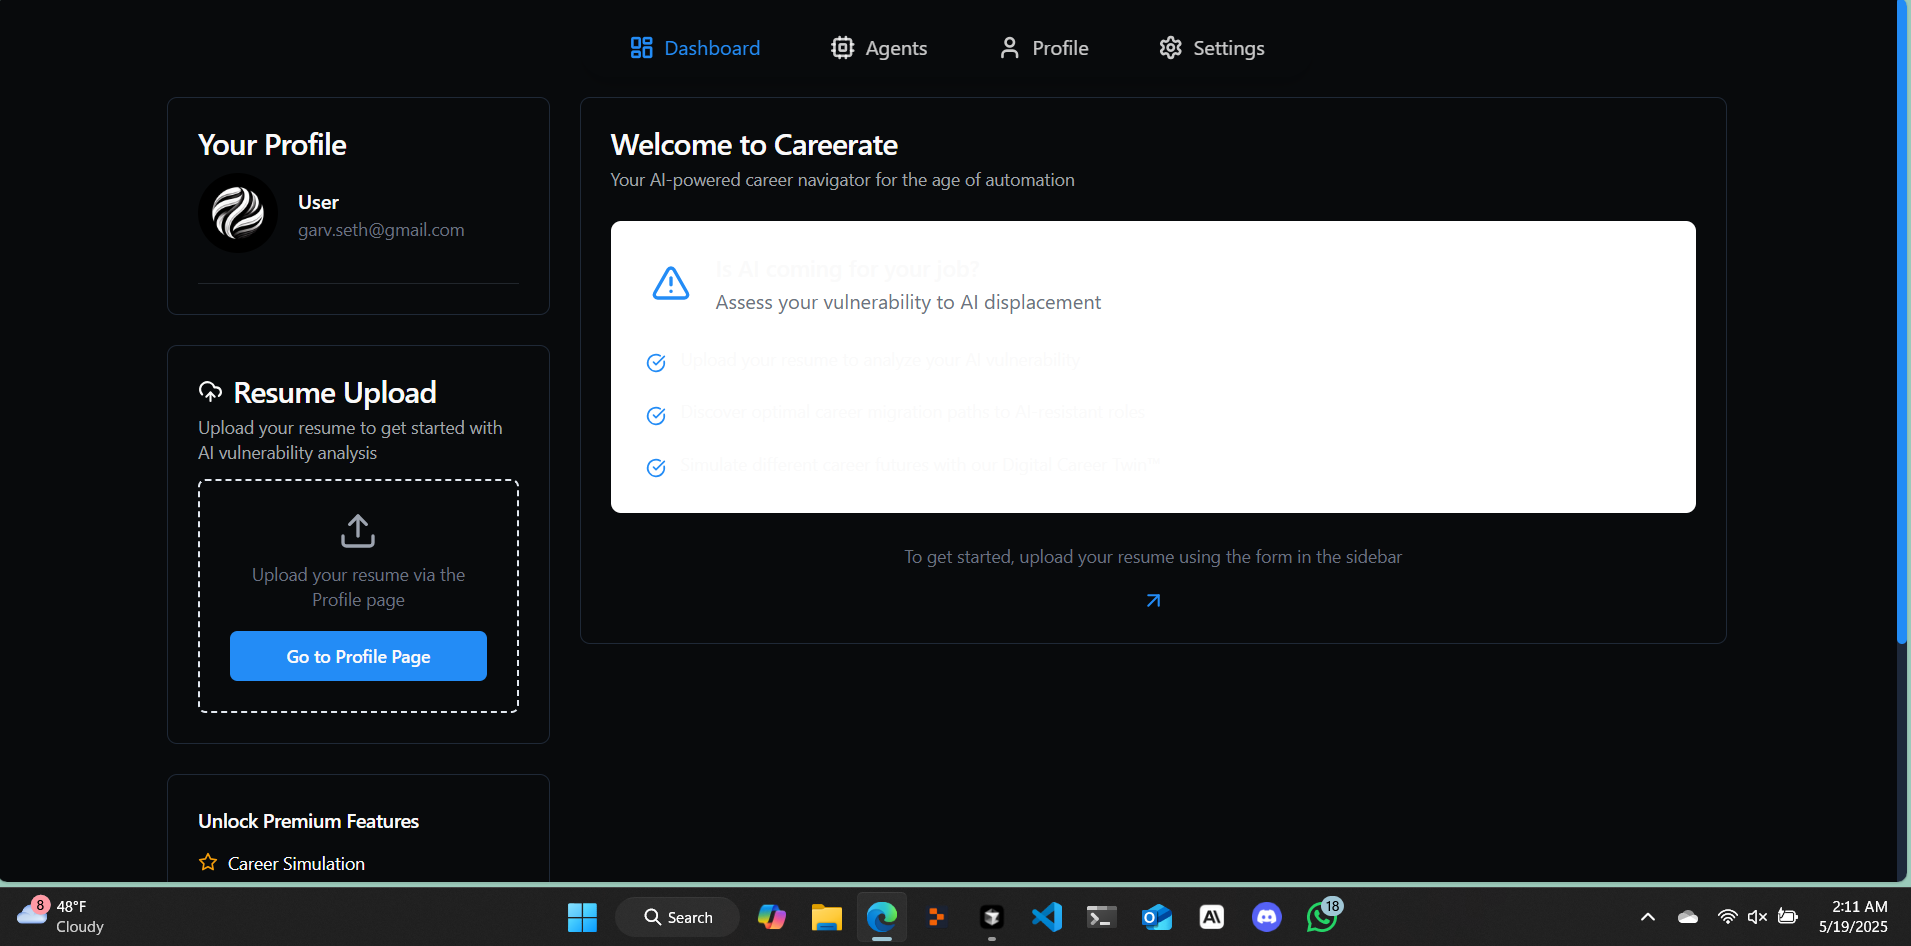 Dashboard
Agents
Profile
Settings
Your Profile
User
garv.seth@gmail.com
Resume Upload
Upload your resume to get started with
AI vulnerability analysis
Upload your resume via the
Profile page
Go to Profile Page
Unlock Premium Features
Career Simulation
Welcome to Careerate
Your AI-powered career navigator for the age of automation
Is AI coming for your job?
Assess your vulnerability to AI displacement
Upload your resume to analyze your AI vulnerability
Discover optimal career migration paths to AI-resistant roles
Simulate different career futures with our Digital Career Twin™
To get started, upload your resume using the form in the sidebar
8
48°F
Cloudy
Search
18
2:11 AM
5/19/2025